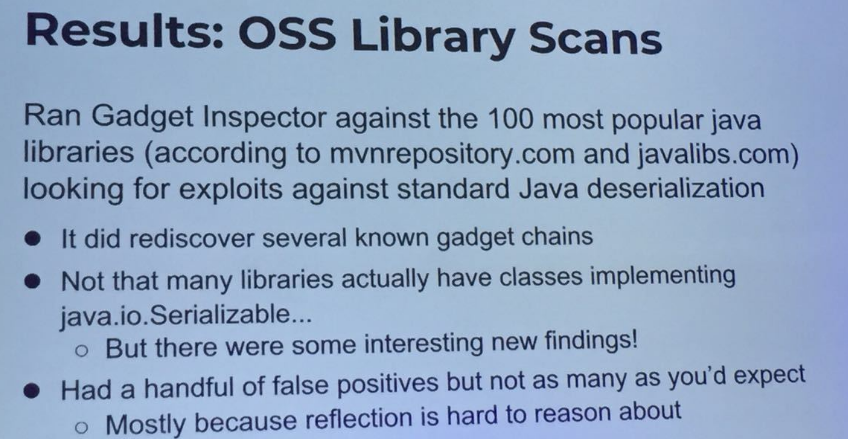 Results: OSS Library Scans
Ran Gadget Inspector against the 100 most popular java
libraries (according to mvnrepository.com and javalibs.com)
looking for exploits against standard Java deserialization
● It did rediscover several known gadget chains
● Not that many libraries actually have classes implementing
java.io.Serializable...
○ But there were some interesting new findings!
● Had a handful of false positives but not as many as you'd expect
○ Mostly because reflection is hard to reason about